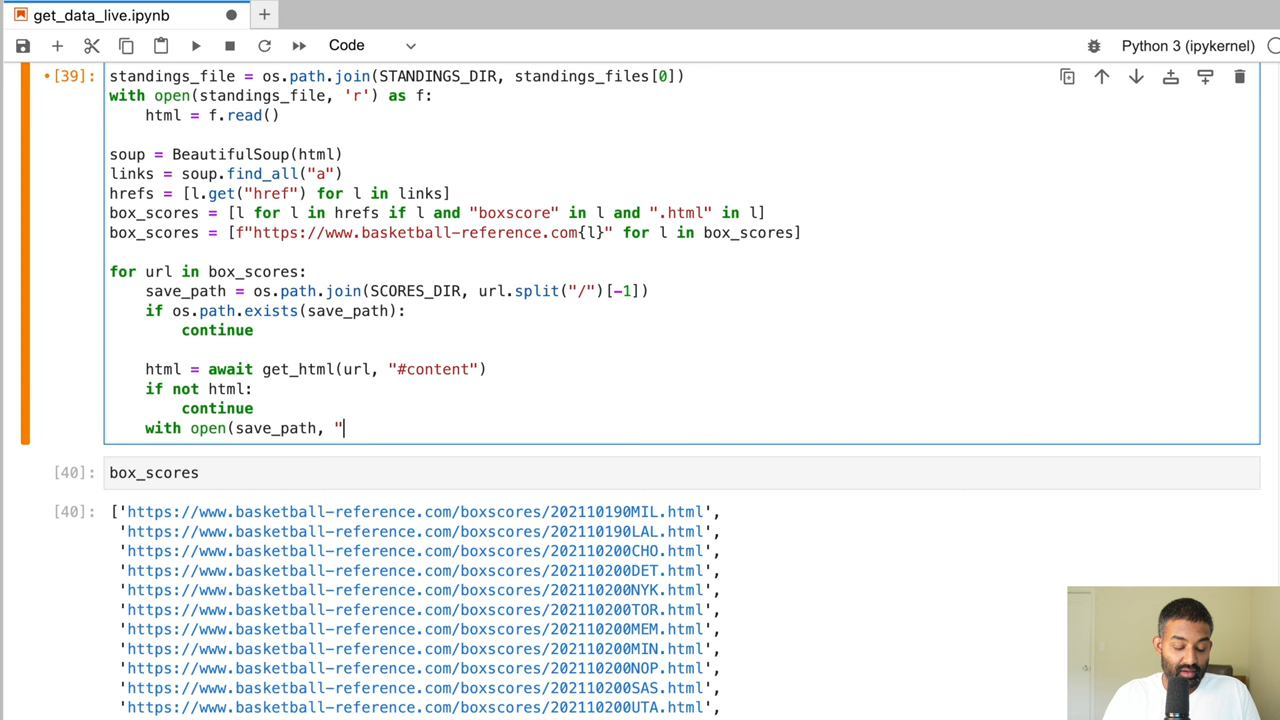 get_data_live.ipynb
Code
Python 3 (ipykernel)
[39]:
standings_file = os.path.join(STANDINGS_DIR, standings_files[0])
with open(standings_file, 'r') as f:
html = f.read()
soup = BeautifulSoup(html)
links = soup.find_all("a")
hrefs = [l.get("href") for l in links]
box_scores = [l for l in hrefs if l and "boxscore" in l and ".html" in l]
box_scores = [f"https://www.basketball-reference.com{l}" for l in box_scores]
for url in box_scores:
save_path = os.path.join(SCORES_DIR, url.split("/")[-1])
if os.path.exists(save_path):
continue
html = await get_html(url, "#content")
if not html:
continue
with open(save_path, "
[40]: box_scores
[40]: ['https://www.basketball-reference.com/boxscores/202110190MIL.html',
'https://www.basketball-reference.com/boxscores/202110190LAL.html',
'https://www.basketball-reference.com/boxscores/202110200CHO.html',
'https://www.basketball-reference.com/boxscores/202110200DET.html',
'https://www.basketball-reference.com/boxscores/202110200NYK.html',
'https://www.basketball-reference.com/boxscores/202110200TOR.html',
'https://www.basketball-reference.com/boxscores/202110200MEM.html',
'https://www.basketball-reference.com/boxscores/202110200MIN.html',
'https://www.basketball-reference.com/boxscores/202110200NOP.html',
'https://www.basketball-reference.com/boxscores/202110200SAS.html',
'https://www.basketball-reference.com/boxscores/202110200UTA.html',